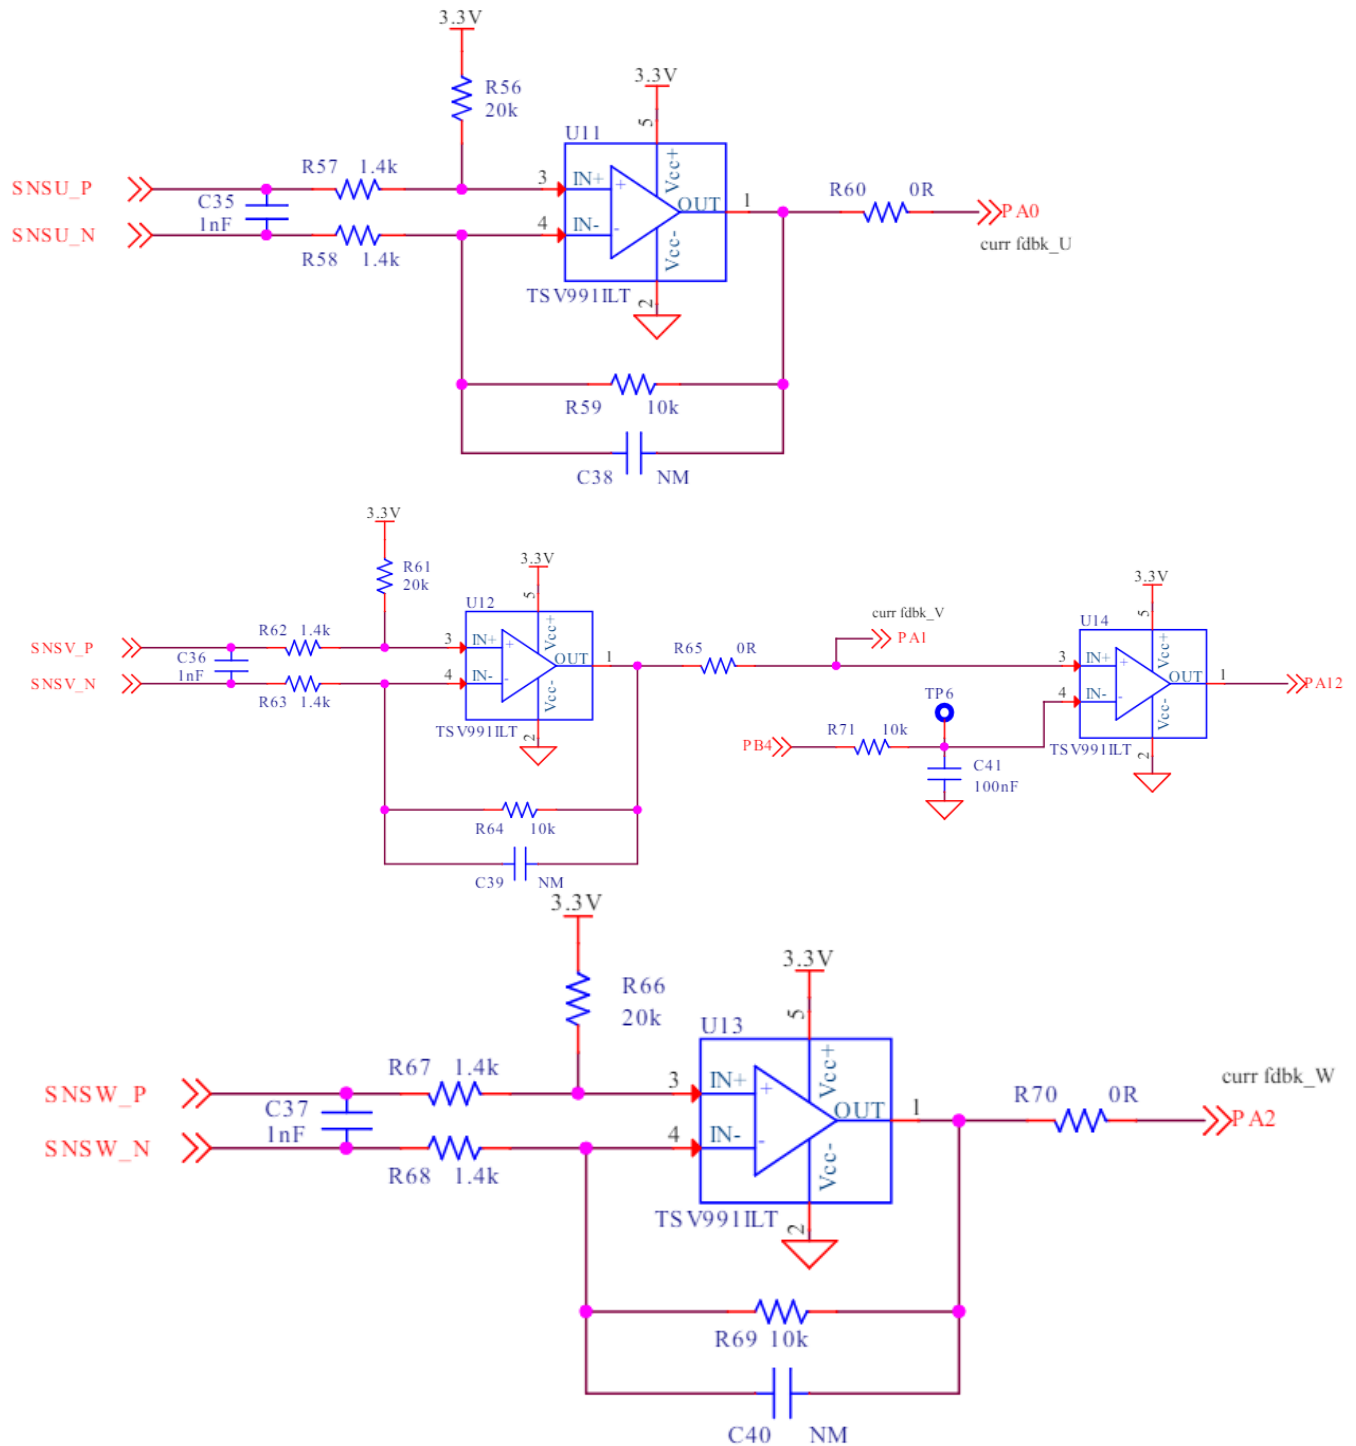 3.3V
R56
20k
3.3V
5
U11
R57 1.4k
SNSU_P
3 IN+
Vcc+
C35
1nF
OUT 1
R60 0R
PA0
SNSU_N
4 IN-
Vcc-
R58 1.4k
curr fdbk_U
TSV991ILT
2
R59 10k
C38 NM
3.3V
R61
20k
3.3V
5
U12
R62 1.4k
SNSV_P
3 IN+
Vcc+
C36
1nF
OUT 1
R65 0R
curr fdbk_V
PA1
SNSV_N
4 IN-
Vcc-
R63 1.4k
TSV991ILT
2
R64 10k
C39 NM
3.3V
5
U14
3 IN+
Vcc+
OUT 1
PA12
TP6
4 IN-
Vcc-
R71 10k
PB4
TSV991ILT
2
C41
100nF
3.3V
R66
20k
3.3V
5
U13
R67 1.4k
SNSW_P
3 IN+
Vcc+
C37
1nF
OUT 1
R70 0R
curr fdbk_W
PA2
SNSW_N
4 IN-
Vcc-
R68 1.4k
TSV991ILT
2
R69 10k
C40 NM